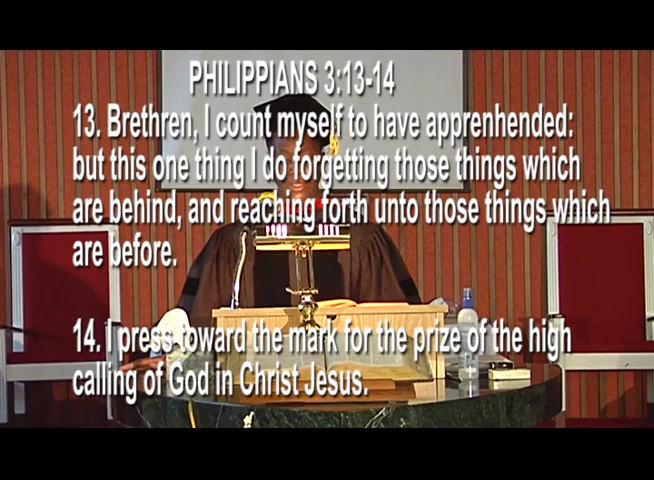 PHILIPPIANS 3:13-14
13. Brethren, I count myself to have apprenhended:
but this one thing I do forgetting those things which
are behind, and reaching forth unto those things which
are before.
14. I press toward the mark for the prize of the high
calling of God in Christ Jesus.